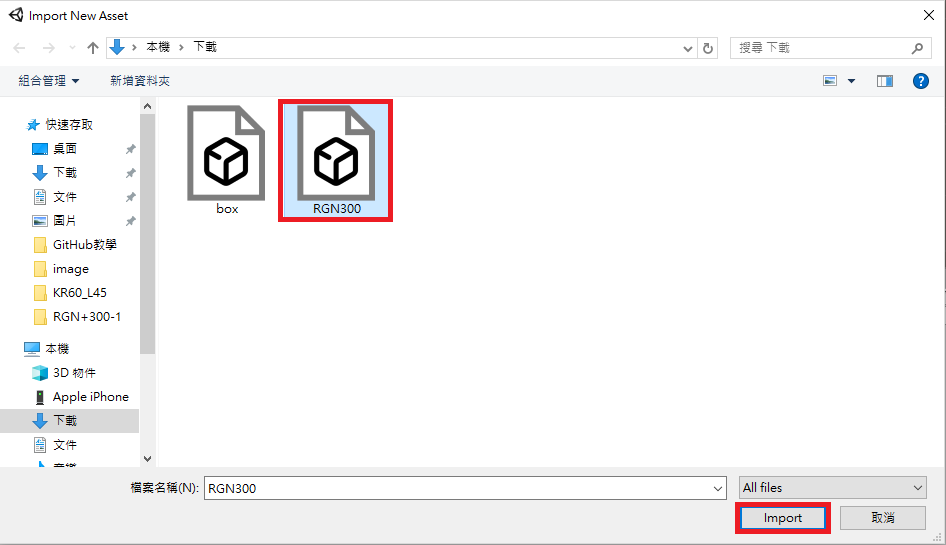 Import New Asset
本機 下載
搜尋 下載
組合管理 新增資料夾
快速存取
桌面
下載
文件
圖片
GitHub教學
image
KR60_L45
RGN+300-1
本機
3D 物件
Apple iPhone
下載
文件
box
RGN300
檔案名稱(N): RGN300
All files
Import
取消